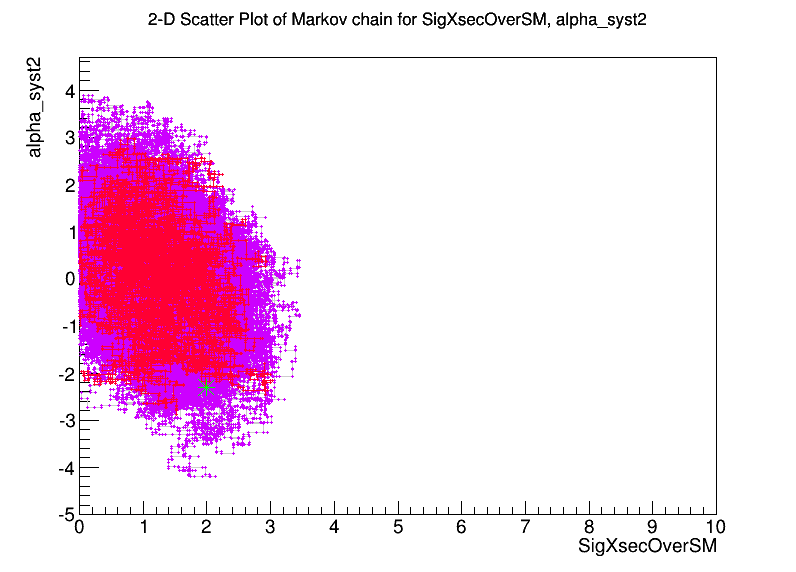 2-D Scatter Plot of Markov chain for SigXsecOverSM, alpha_syst2
alpha_syst2
4
3
2
1
0
-1
-2
-3
-4
-5
0 1 2 3 4 5 6 7 8 9 10
SigXsecOverSM